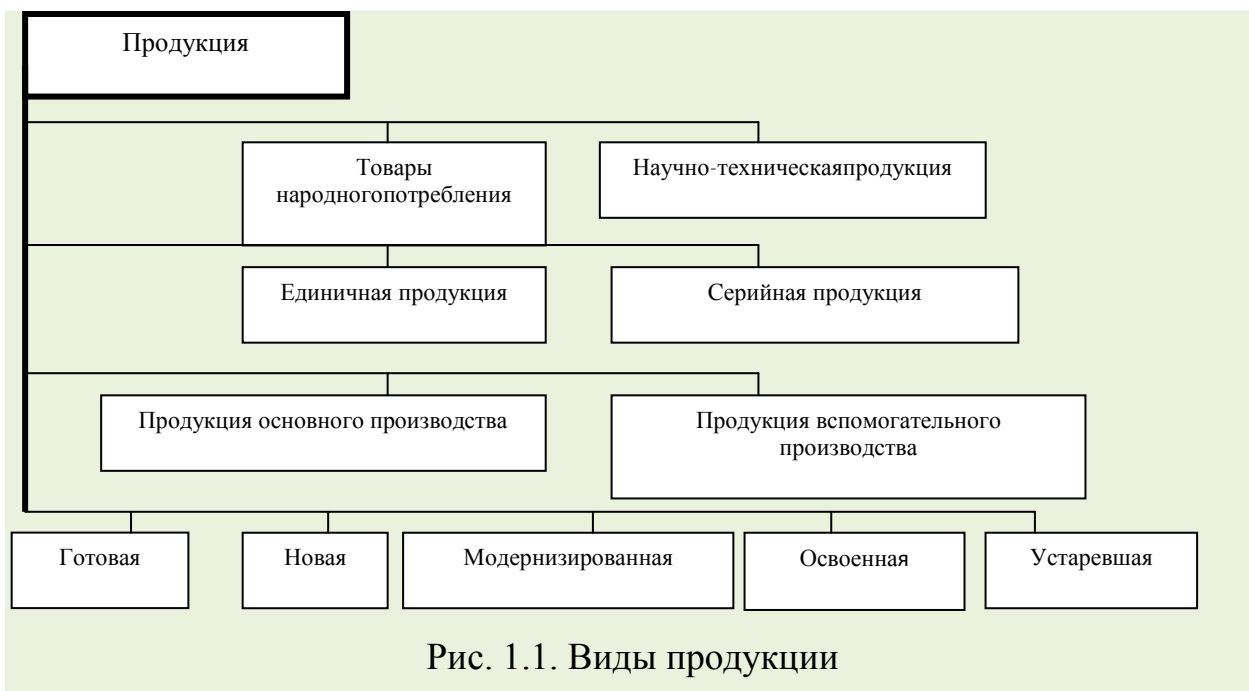 Продукция
Товары
народногопотребления
Научно-техническаяпродукция
Единичная продукция
Серийная продукция
Продукция основного производства
Продукция вспомогательного
производства
Готовая
Новая
Модернизированная
Освоенная
Устаревшая
Рис. 1.1. Виды продукции